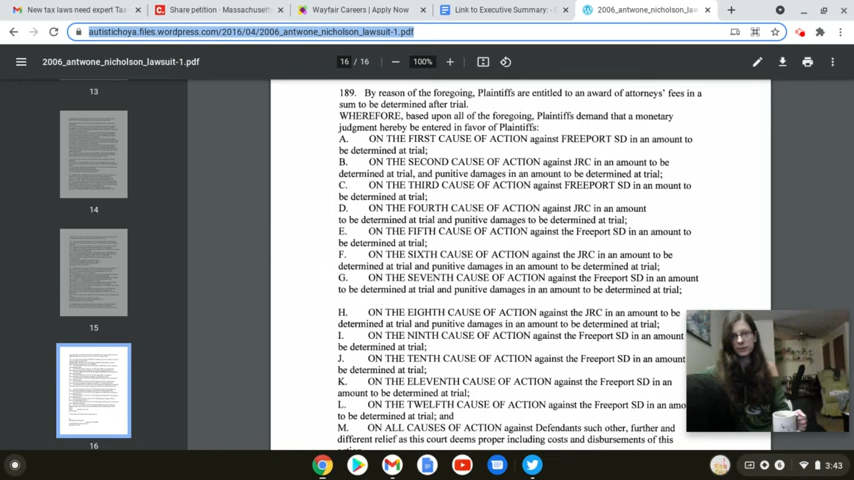 New tax laws need expert Tax
Share petition · Massachusett
Wayfair Careers | Apply Now
Link to Executive Summary: - G
2006_antwone_nicholson_lawsu
autistichoya.files.wordpress.com/2016/04/2006_antwone_nicholson_lawsuit-1.pdf
2006_antwone_nicholson_lawsuit-1.pdf
16 / 16
100%
13
14
15
16
189. By reason of the foregoing, Plaintiffs are entitled to an award of attorneys' fees in a
sum to be determined after trial.
WHEREFORE, based upon all of the foregoing, Plaintiffs demand that a monetary
judgment hereby be entered in favor of Plaintiffs:
A. ON THE FIRST CAUSE OF ACTION against FREEPORT SD in an amount to
be determined at trial;
B. ON THE SECOND CAUSE OF ACTION against JRC in an amount to be
determined at trial, and punitive damages in an amount to be determined at trial;
C. ON THE THIRD CAUSE OF ACTION against FREEPORT SD in an mount to
be determined at trial;
D. ON THE FOURTH CAUSE OF ACTION against JRC in an amount
to be determined at trial and punitive damages to be determined at trial;
E. ON THE FIFTH CAUSE OF ACTION against the Freeport SD in an amount to
be determined at trial;
F. ON THE SIXTH CAUSE OF ACTION against the JRC in an amount to be
determined at trial and punitive damages in an amount to be determined at trial;
G. ON THE SEVENTH CAUSE OF ACTION against the Freeport SD in an amount
to be determined at trial and punitive damages in an amount to be determined at trial;
H. ON THE EIGHTH CAUSE OF ACTION against the JRC in an amount to be
determined at trial and punitive damages in an amount to be determined at trial;
I. ON THE NINTH CAUSE OF ACTION against the Freeport SD in an amount
be determined at trial;
J. ON THE TENTH CAUSE OF ACTION against the Freeport SD in an amount
to be determined at trial;
K. ON THE ELEVENTH CAUSE OF ACTION against the Freeport SD in an
amount to be determined at trial;
L. ON THE TWELFTH CAUSE OF ACTION against the Freeport SD in an amo
to be determined at trial; and
M. ON ALL CAUSES OF ACTION against Defendants such other, further and
different relief as this court deems proper including costs and disbursements of this
3:43